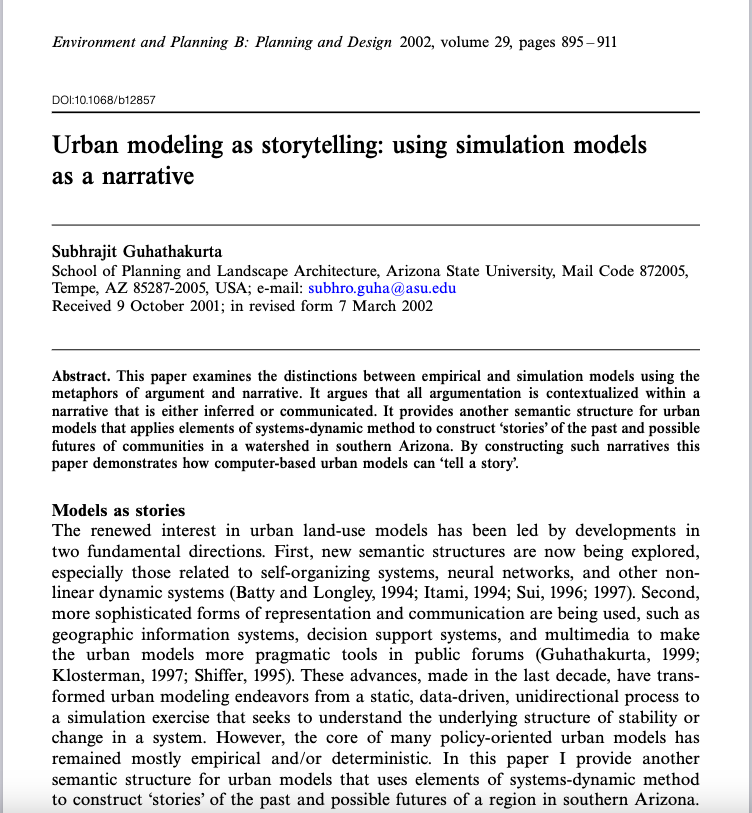 Environment and Planning B: Planning and Design 2002, volume 29, pages 895–911
DOI:10.1068/b12857
Urban modeling as storytelling: using simulation models
as a narrative
Subhrajit Guhathakurta
School of Planning and Landscape Architecture, Arizona State University, Mail Code 872005,
Tempe, AZ 85287-2005, USA; e-mail: subhro.guha@asu.edu
Received 9 October 2001; in revised form 7 March 2002
Abstract. This paper examines the distinctions between empirical and simulation models using the
metaphors of argument and narrative. It argues that all argumentation is contextualized within a
narrative that is either inferred or communicated. It provides another semantic structure for urban
models that applies elements of systems-dynamic method to construct ‘stories’ of the past and possible
futures of communities in a watershed in southern Arizona. By constructing such narratives this
paper demonstrates how computer-based urban models can ‘tell a story’.
Models as stories
The renewed interest in urban land-use models has been led by developments in
two fundamental directions. First, new semantic structures are now being explored,
especially those related to self-organizing systems, neural networks, and other non-
linear dynamic systems (Batty and Longley, 1994; Itami, 1994; Sui, 1996; 1997). Second,
more sophisticated forms of representation and communication are being used, such as
geographic information systems, decision support systems, and multimedia to make
the urban models more pragmatic tools in public forums (Guhathakurta, 1999;
Klosterman, 1997; Shiffer, 1995). These advances, made in the last decade, have trans-
formed urban modeling endeavors from a static, data-driven, unidirectional process to
a simulation exercise that seeks to understand the underlying structure of stability or
change in a system. However, the core of many policy-oriented urban models has
remained mostly empirical and/or deterministic. In this paper I provide another
semantic structure for urban models that uses elements of systems-dynamic method
to construct ‘stories’ of the past and possible futures of a region in southern Arizona.